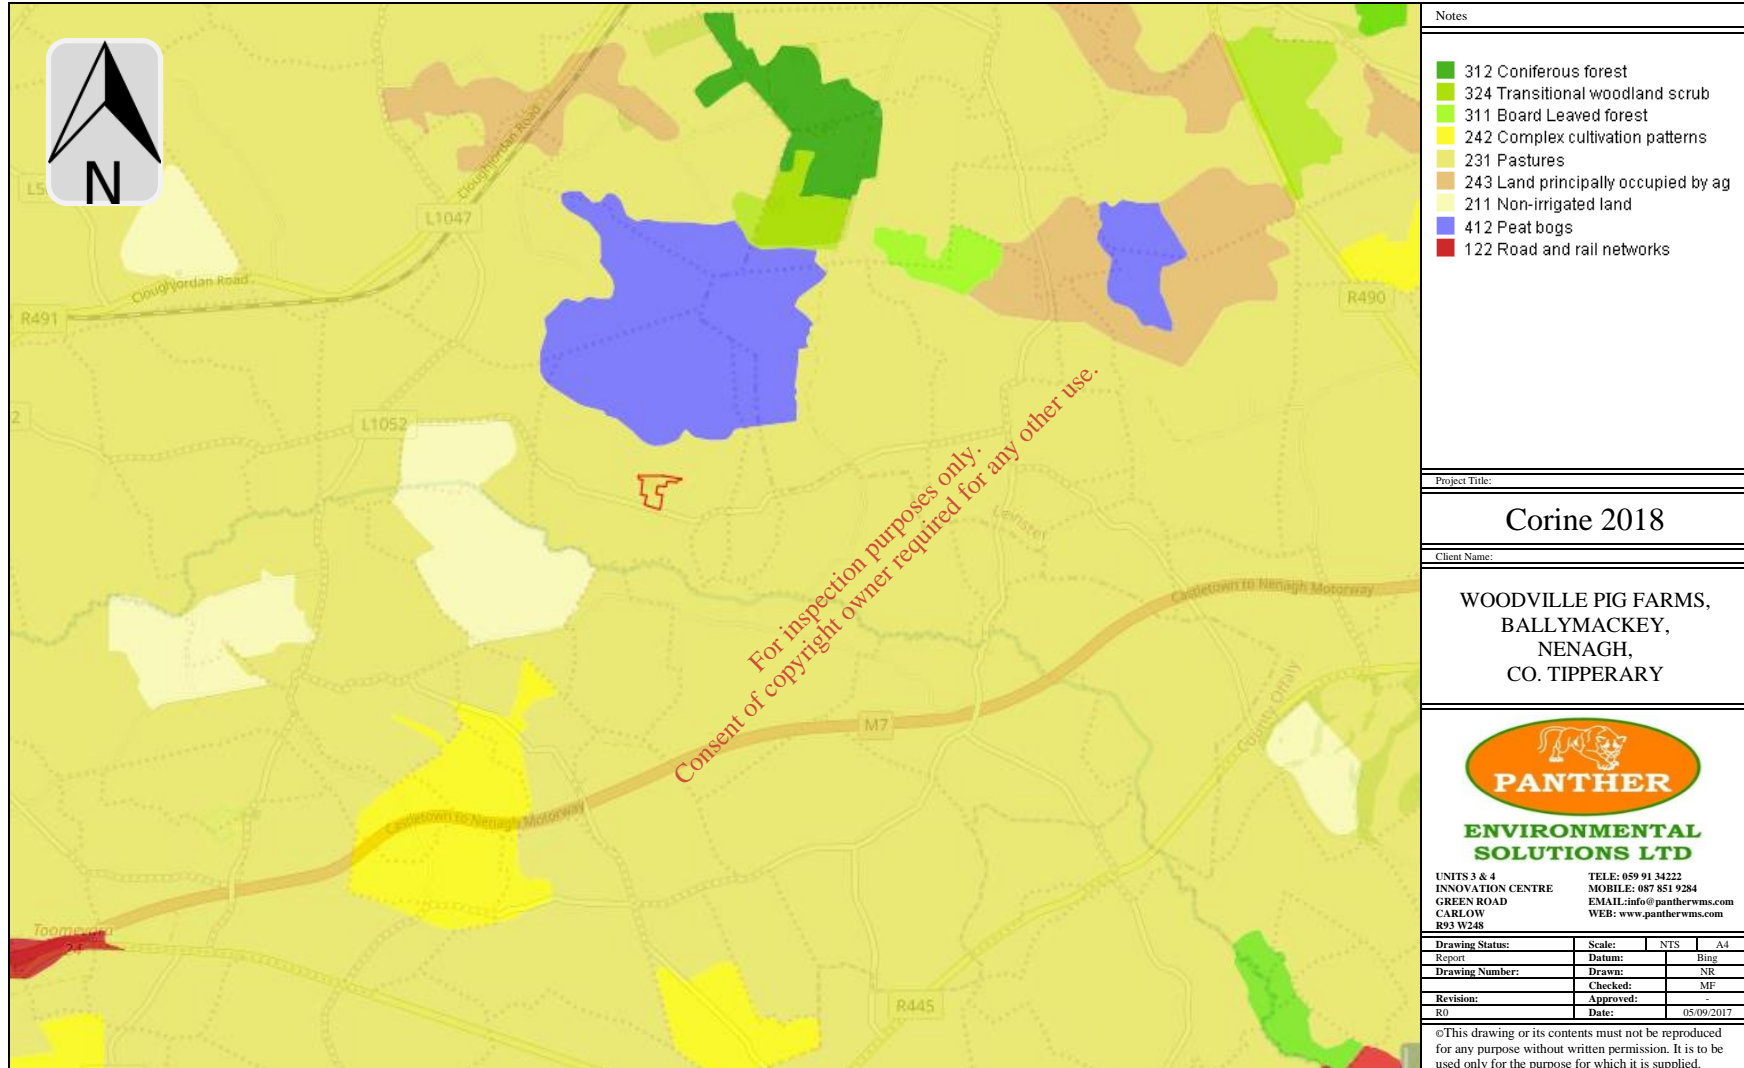 N
L1047
Cloughjordan Road
Cloughjordan Road
R491
L1052
2
R490
Leinster
Castletown to Nenagh Motorway
M7
County Offaly
Castletown to Nenagh Motorway
Toomevara
24
R445
For inspection purposes only.
Consent of copyright owner required for any other use.
Notes
312 Coniferous forest
324 Transitional woodland scrub
311 Board Leaved forest
242 Complex cultivation patterns
231 Pastures
243 Land principally occupied by ag
211 Non-irrigated land
412 Peat bogs
122 Road and rail networks
Project Title:
Corine 2018
Client Name:
WOODVILLE PIG FARMS,
BALLYMACKEY,
NENAGH,
CO. TIPPERARY
PANTHER
ENVIRONMENTAL
SOLUTIONS LTD
UNITS 3 & 4 TELE: 059 91 34222
INNOVATION CENTRE MOBILE: 087 851 9284
GREEN ROAD EMAIL:info@pantherwms.com
CARLOW WEB: www.pantherwms.com
R93 W248
Drawing Status: Scale: NTS A4
Report Datum: Bing
Drawing Number: Drawn: NR
Checked: MF
Revision: Approved: -
R0 Date: 05/09/2017
©This drawing or its contents must not be reproduced
for any purpose without written permission. It is to be
used only for the purpose for which it is supplied.